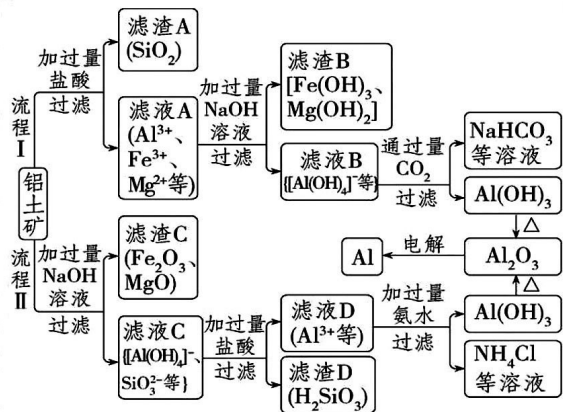 流程Ⅰ
铝土矿
流程Ⅱ
加过量
盐酸
过滤
滤渣A
(SiO₂)
滤液A
(Al³⁺、
Fe³⁺、
Mg²⁺等)
加过量
NaOH
溶液
过滤
滤渣B
[Fe(OH)₃、
Mg(OH)₂]
滤液B
{[Al(OH)₄]⁻等}
通过量
CO₂
过滤
NaHCO₃
等溶液
Al(OH)₃
△
Al₂O₃
电解
Al
加过量
NaOH
溶液
过滤
滤渣C
(Fe₂O₃、
MgO)
滤液C
{[Al(OH)₄]⁻、
SiO₃²⁻等}
加过量
盐酸
过滤
滤液D
(Al³⁺等)
滤渣D
(H₂SiO₃)
加过量
氨水
过滤
△
Al(OH)₃
NH₄Cl
等溶液